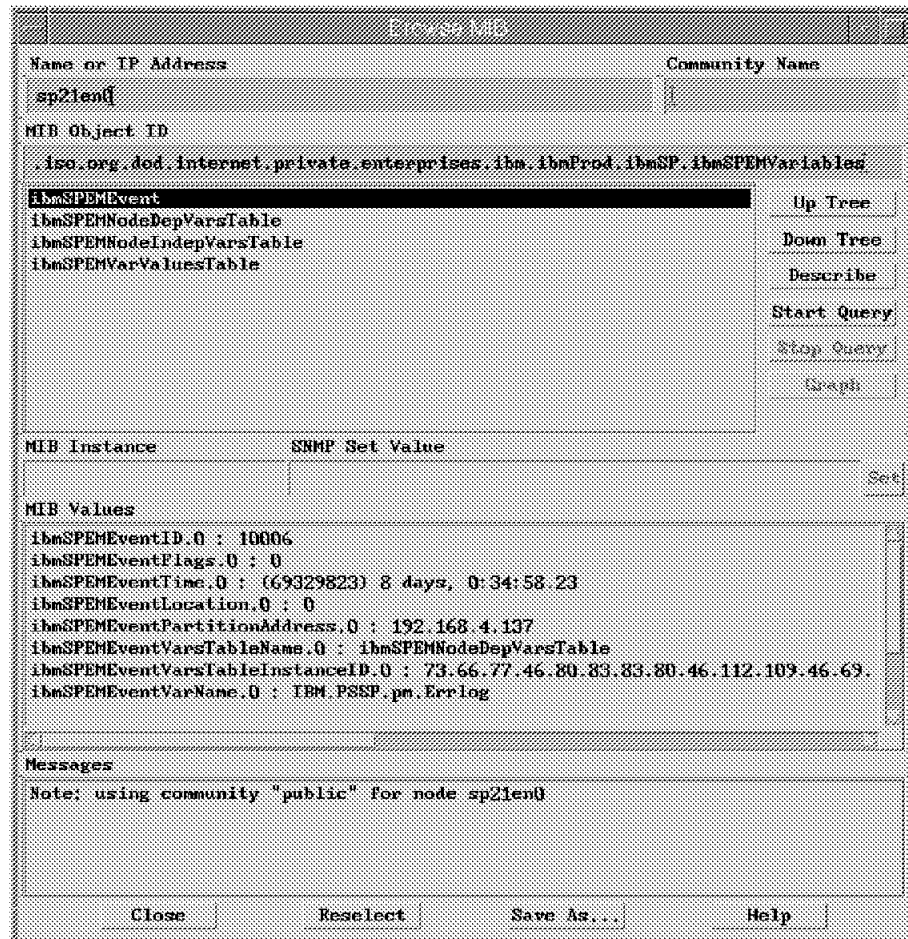 Browse MIB
Name or IP Address
Community Name
sp21en0
MIB Object ID
.iso.org.dod.internet.private.enterprises.ibm.ibmProd.ibmSP.ibmSPEMVariables
ibmSPEMEvent
ibmSPEMNodeDepVarsTable
ibmSPEMNodeIndepVarsTable
ibmSPEMVarValuesTable
Up Tree
Down Tree
Describe
Start Query
Stop Query
Graph
MIB Instance
SNMP Set Value
Set
MIB Values
ibmSPEMEventID.0 : 10006
ibmSPEMEventFlags.0 : 0
ibmSPEMEventTime.0 : (69329823) 8 days, 0:34:58.23
ibmSPEMEventLocation.0 : 0
ibmSPEMEventPartitionAddress.0 : 192.168.4.137
ibmSPEMEventVarsTableName.0 : ibmSPEMNodeDepVarsTable
ibmSPEMEventVarsTableInstanceID.0 : 73.66.77.46.80.83.83.80.46.112.109.46.69.
ibmSPEMEventVarName.0 : IBM.PSSP.pm.Errlog
Messages
Note: using community "public" for node sp21en0
Close
Reselect
Save As...
Help